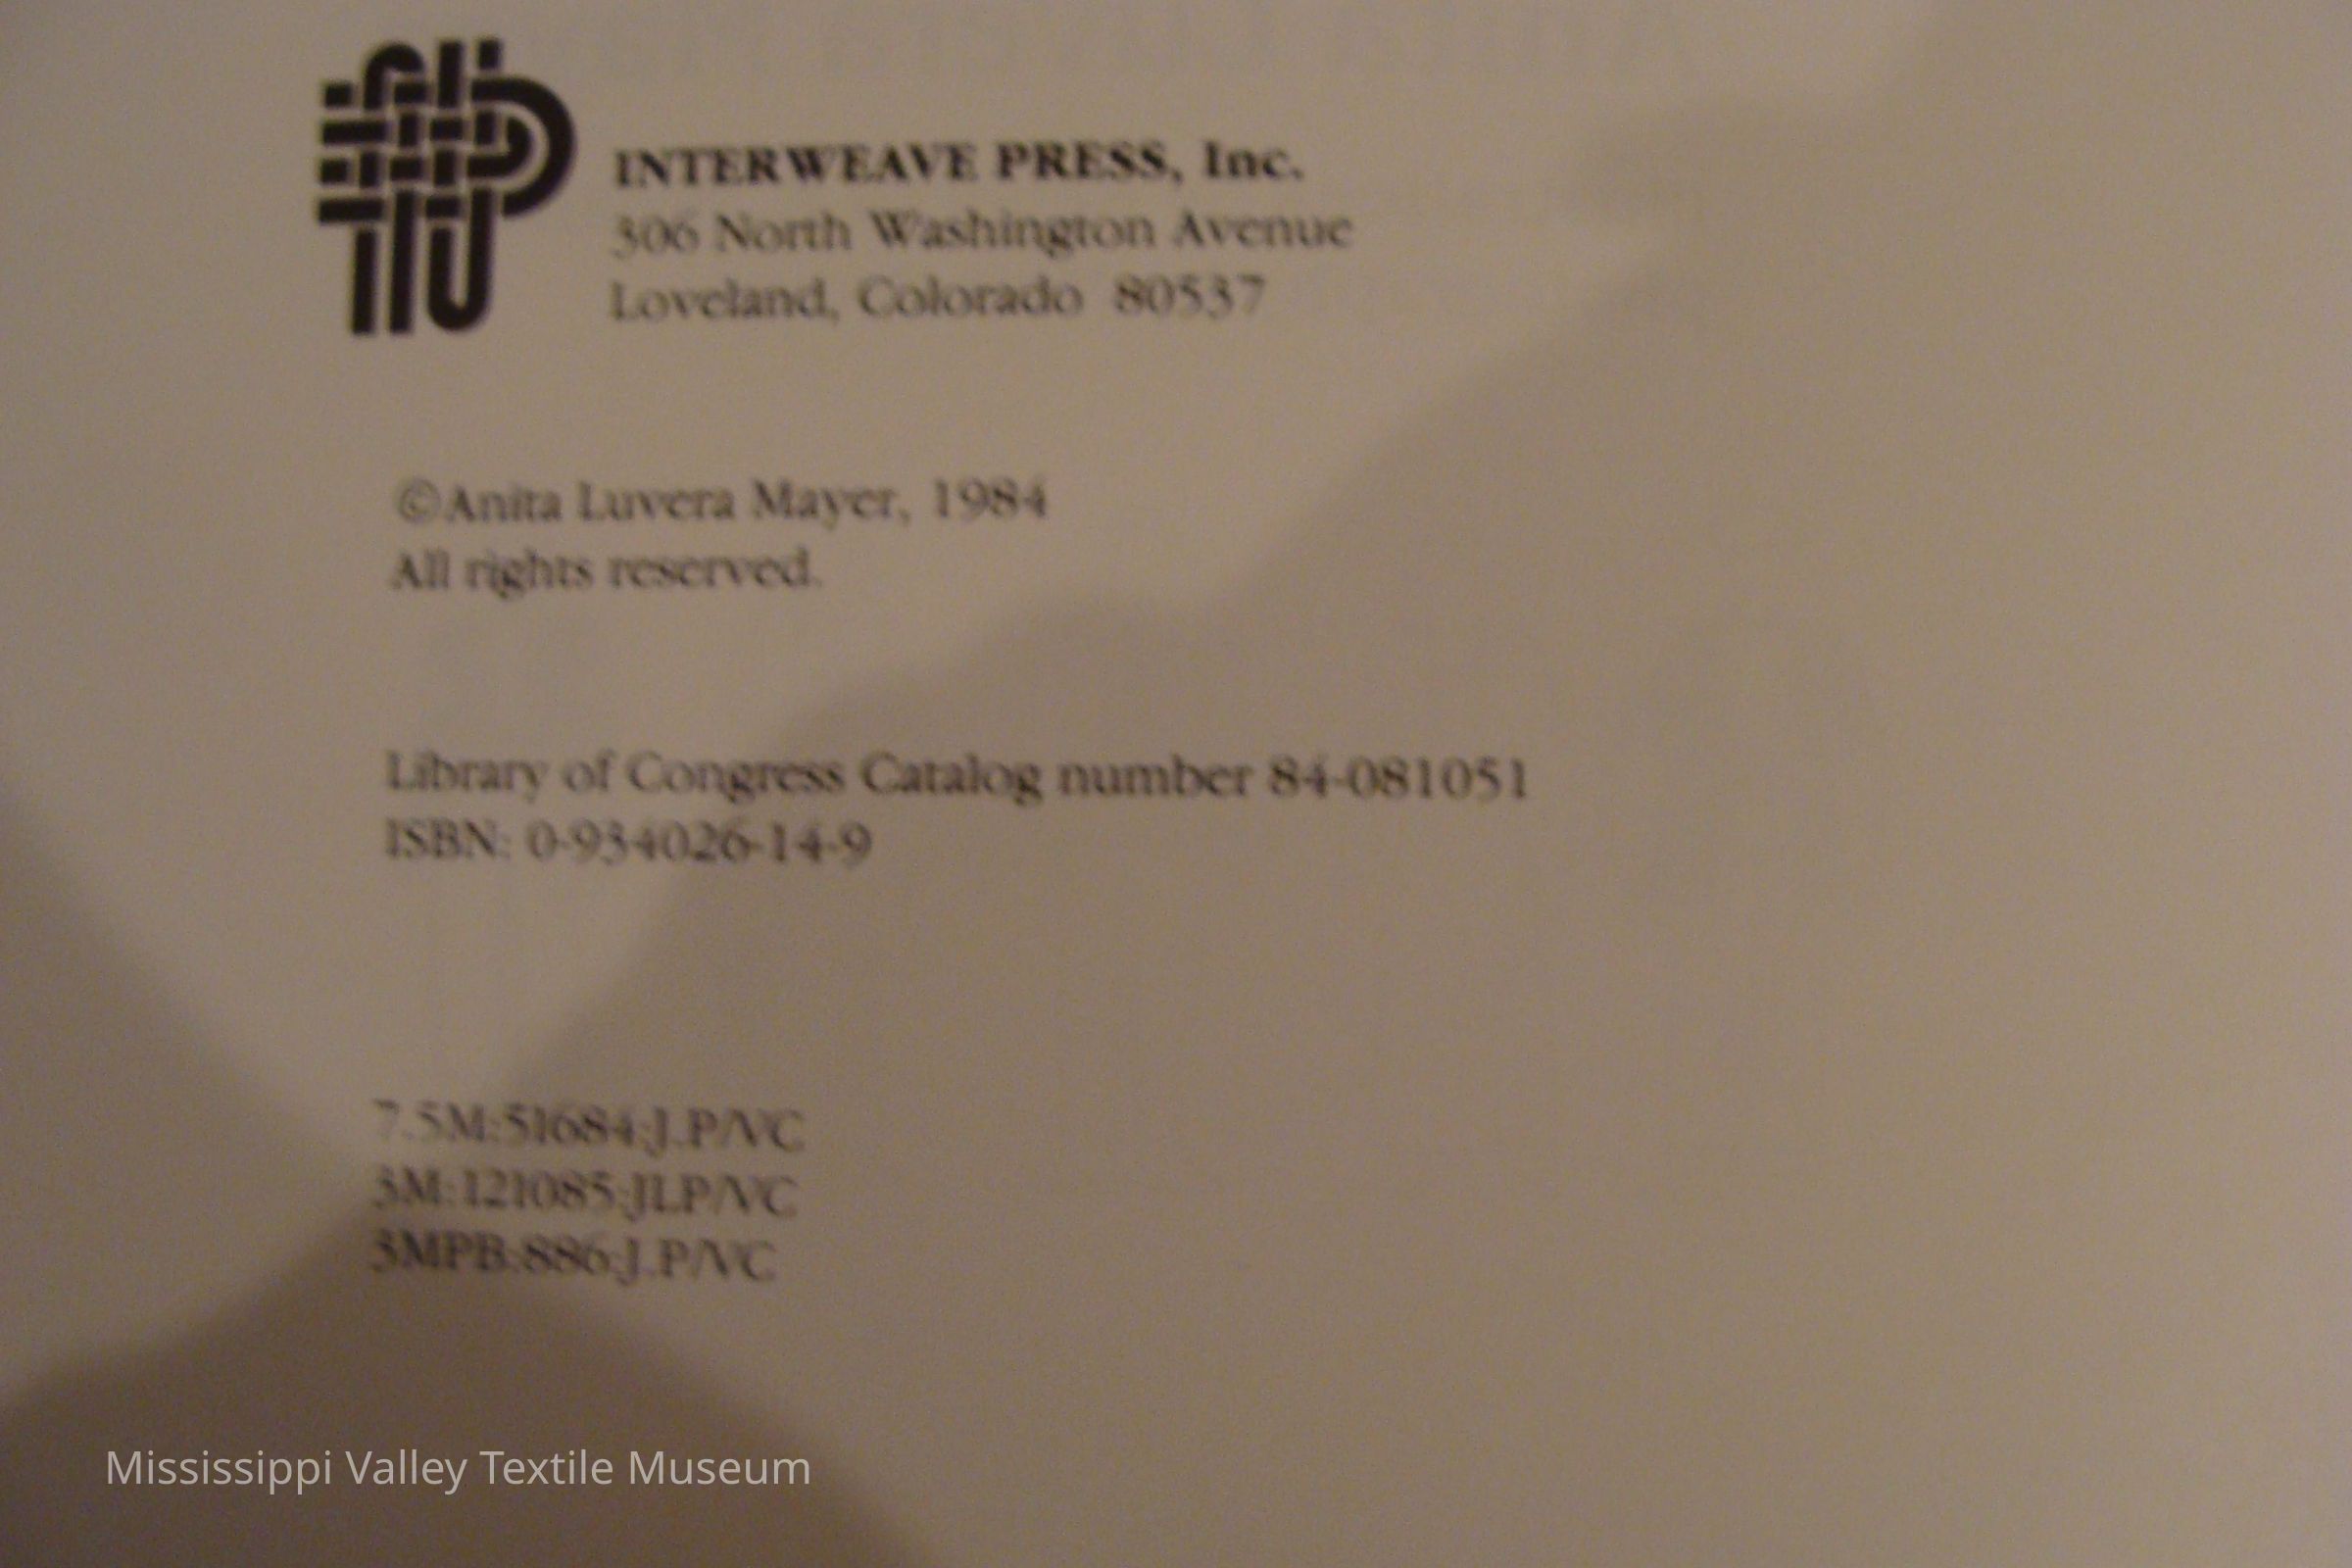 INTERWEAVE PRESS, Inc.
306 North Washington Avenue
Loveland, Colorado 80537
©Anita Luvera Mayer, 1984
All rights reserved.
Library of Congress Catalog number 84-081051
ISBN: 0-934026-14-9
7.5M:51684:JLP/VC
3M:121085:JLP/VC
3MPB:886:JLP/VC
Mississippi Valley Textile Museum